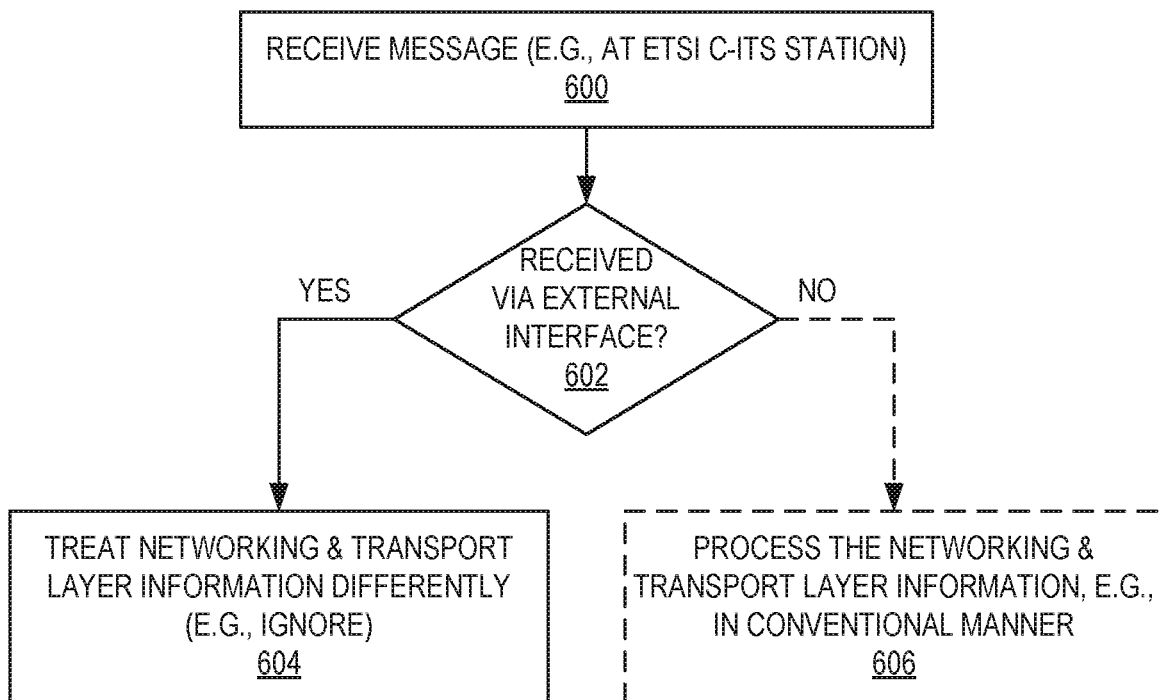 RECEIVE MESSAGE (E.G., AT ETSI C-ITS STATION)
600
RECEIVED
VIA EXTERNAL
INTERFACE?
602
YES
NO
TREAT NETWORKING & TRANSPORT
LAYER INFORMATION DIFFERENTLY
(E.G., IGNORE)
604
PROCESS THE NETWORKING &
TRANSPORT LAYER INFORMATION, E.G.,
IN CONVENTIONAL MANNER
606